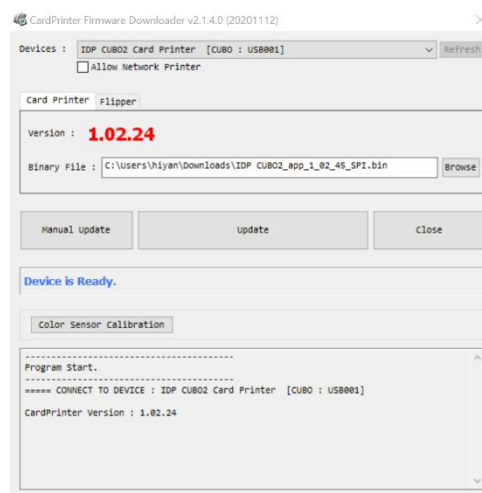 CardPrinter Firmware Downloader v2.1.4.0 (20201112)
Devices : IDP CUBO2 Card Printer [CUBO : USB001] Refresh
Allow Network Printer
Card Printer Flipper
Version : 1.02.24
Binary File : C:\Users\hiyan\Downloads\IDP CUBO2_app_1_02_45_SPI.bin Browse
Manual Update Update Close
Device is Ready.
Color Sensor Calibration
----------------------------------------
Program Start.
----------------------------------------
===== CONNECT TO DEVICE : IDP CUBO2 Card Printer [CUBO : USB001]
CardPrinter Version : 1.02.24